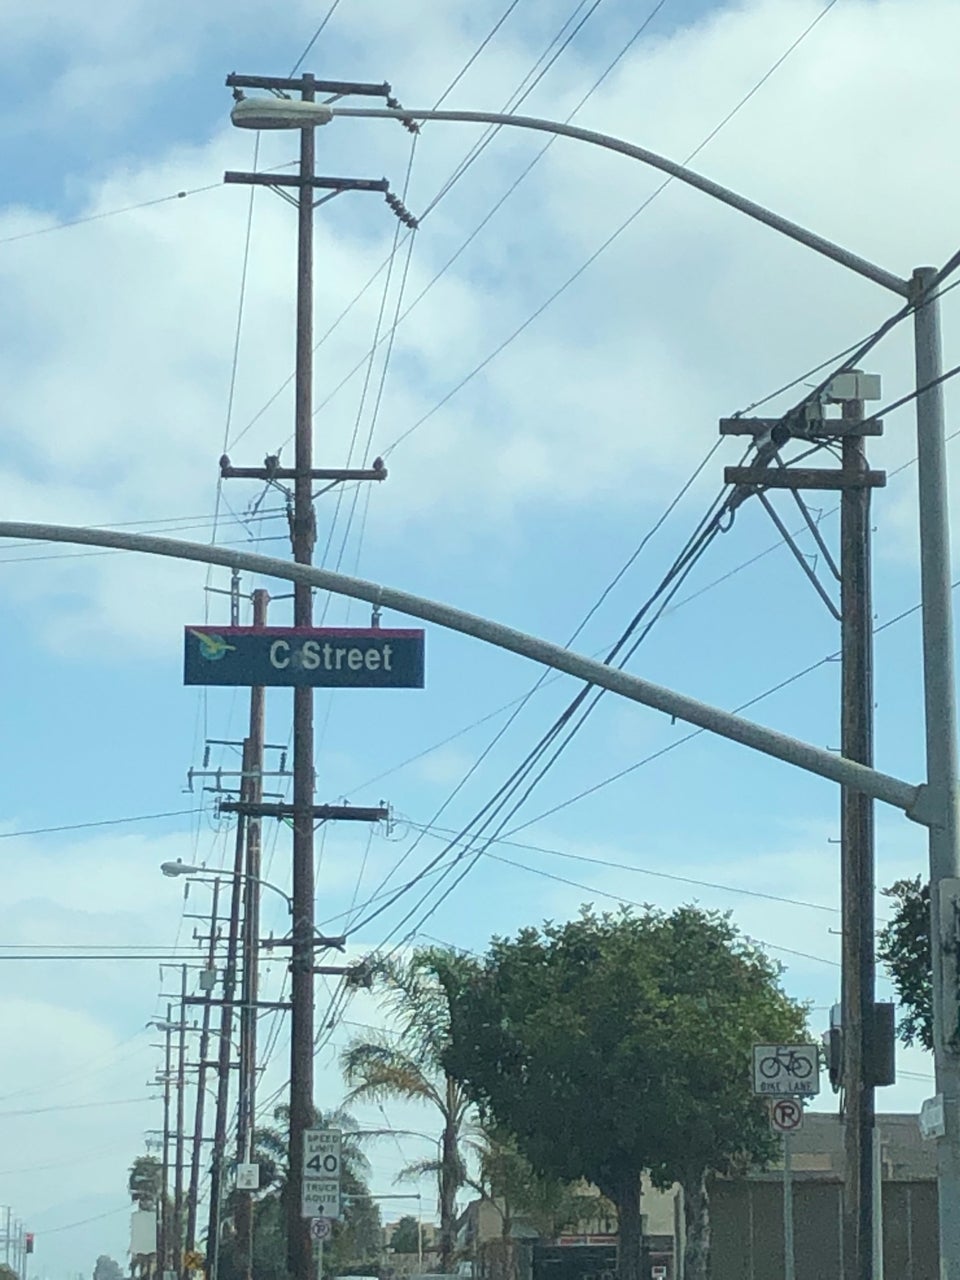 C Street
BIKE LANE
P
SPEED
LIMIT
40
TRUCK
ROUTE
P